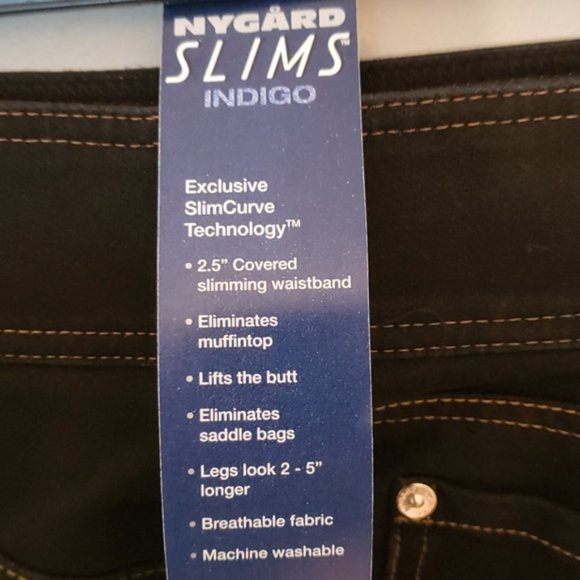 NYGÅRD
SLIMS™
INDIGO
Exclusive
SlimCurve
Technology™
• 2.5” Covered
slimming waistband
• Eliminates
muffintop
• Lifts the butt
• Eliminates
saddle bags
• Legs look 2 - 5”
longer
• Breathable fabric
• Machine washable